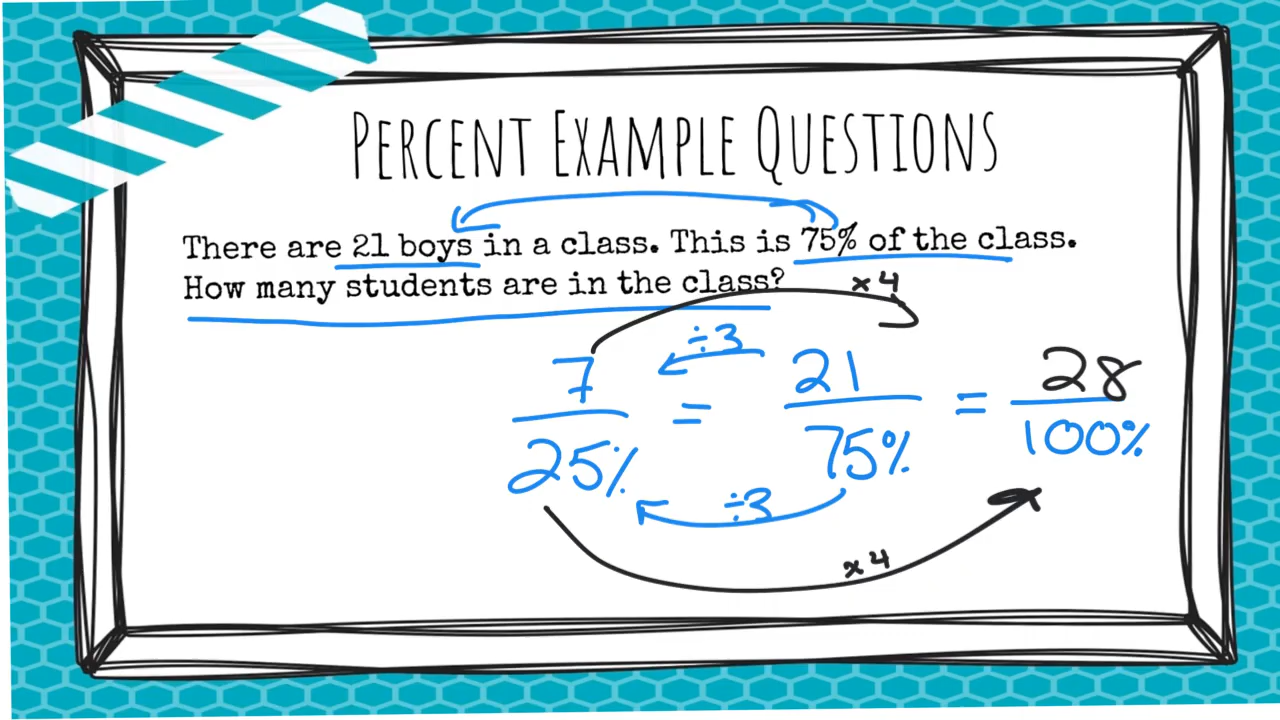 PERCENT EXAMPLE QUESTIONS
There are 21 boys in a class. This is 75% of the class.
How many students are in the class?
×4
÷3
7 = 21 = 28
25% 75% 100%
÷3
×4